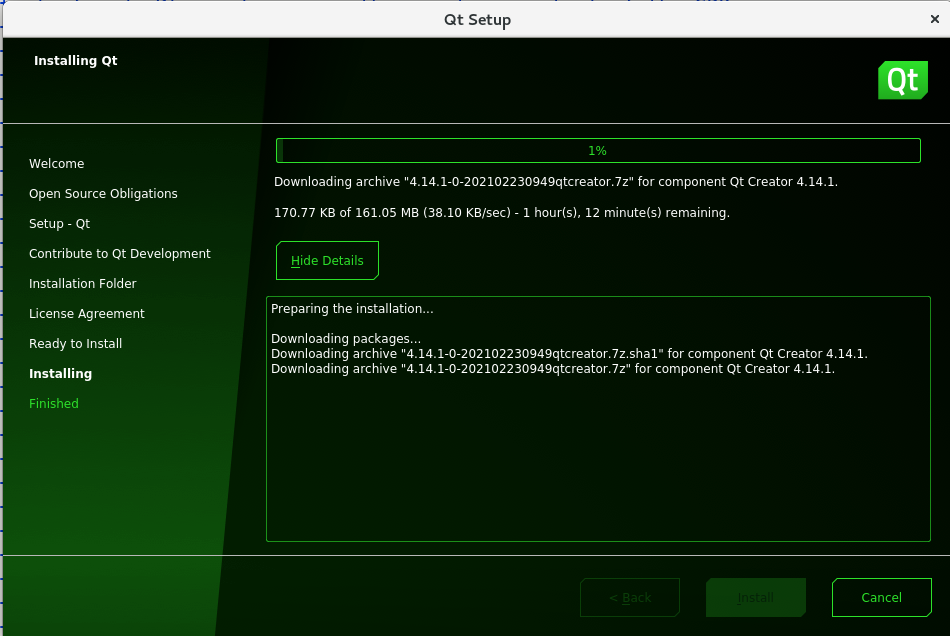 Qt Setup
×
Installing Qt
Qt
Welcome
Open Source Obligations
Setup - Qt
Contribute to Qt Development
Installation Folder
License Agreement
Ready to Install
Installing
Finished
1%
Downloading archive "4.14.1-0-202102230949qtcreator.7z" for component Qt Creator 4.14.1.
170.77 KB of 161.05 MB (38.10 KB/sec) - 1 hour(s), 12 minute(s) remaining.
Hide Details
Preparing the installation...
Downloading packages...
Downloading archive "4.14.1-0-202102230949qtcreator.7z.sha1" for component Qt Creator 4.14.1.
Downloading archive "4.14.1-0-202102230949qtcreator.7z" for component Qt Creator 4.14.1.
< Back
Install
Cancel